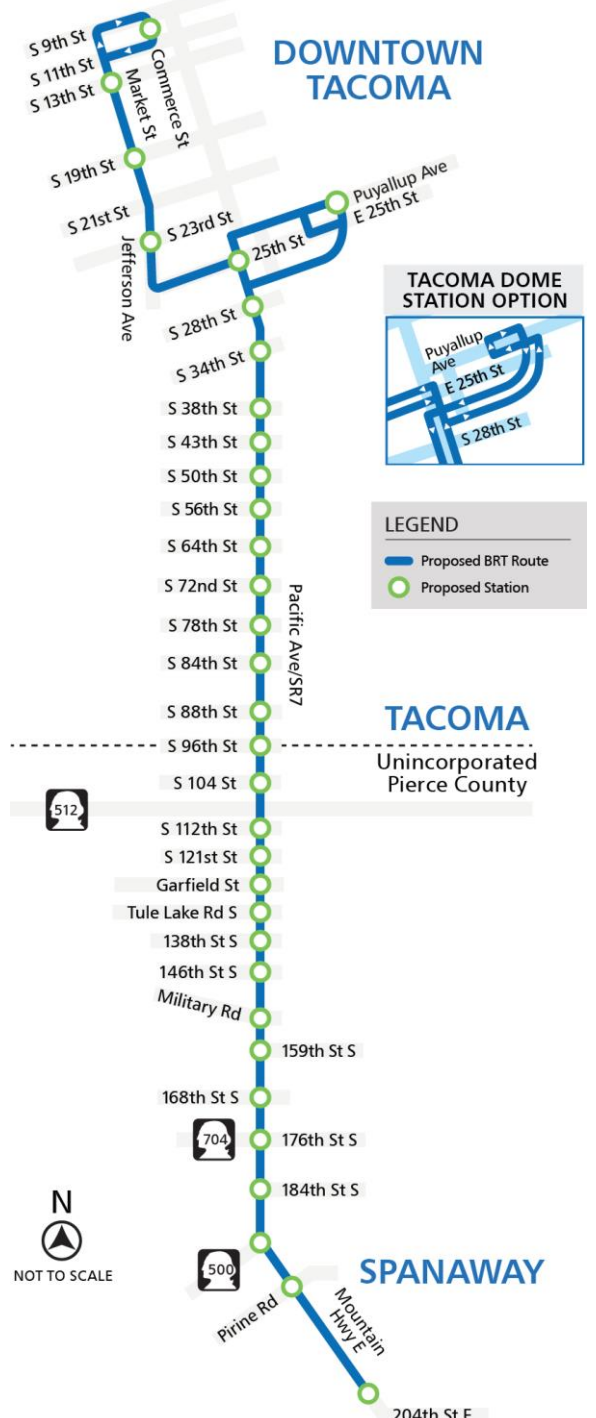 S 9th St
S 11th St
S 13th St
Commerce St
Market St
DOWNTOWN
TACOMA
S 19th St
S 21st St
S 23rd St
Jefferson Ave
25th St
Puyallup Ave
E 25th St
S 28th St
S 34th St
TACOMA DOME
STATION OPTION
Puyallup
Ave
E 25th St
S 28th St
S 38th St
S 43th St
S 50th St
S 56th St
S 64th St
S 72nd St
S 78th St
S 84th St
S 88th St
S 96th St
S 104 St
Pacific Ave/SR7
LEGEND
Proposed BRT Route
Proposed Station
TACOMA
Unincorporated
Pierce County
512
S 112th St
S 121st St
Garfield St
Tule Lake Rd S
138th St S
146th St S
Military Rd
159th St S
168th St S
704
176th St S
184th St S
N
NOT TO SCALE
500
SPANAWAY
Pirine Rd
Mountain
Hwy E
204th St E